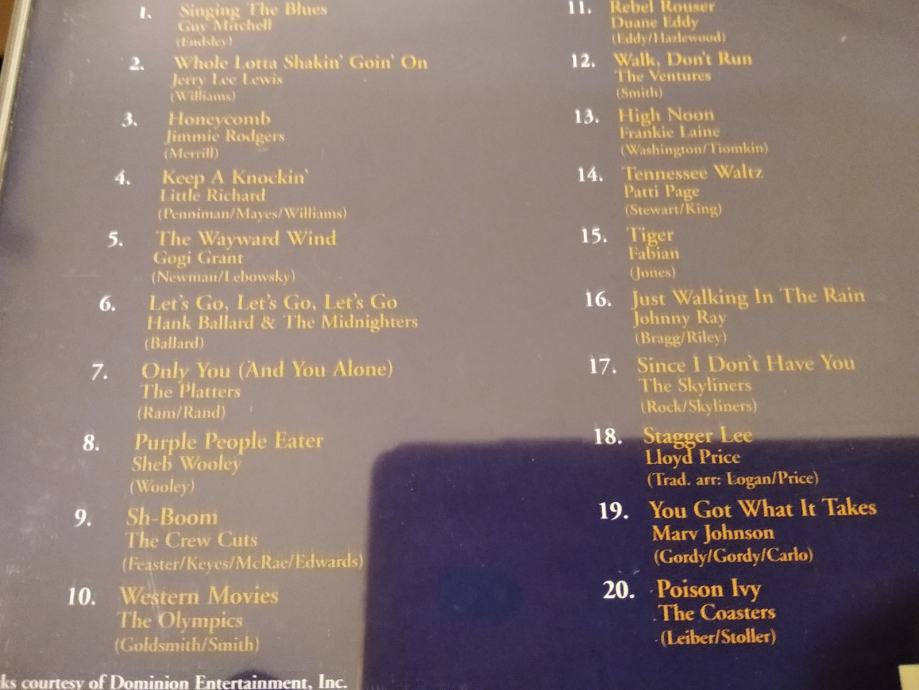 1. Singing The Blues
Guy Mitchell
(Endsley)
2. Whole Lotta Shakin' Goin' On
Jerry Lee Lewis
(Williams)
3. Honeycomb
Jimmie Rodgers
(Merrill)
4. Keep A Knockin'
Little Richard
(Penniman/Mayes/Williams)
5. The Wayward Wind
Gogi Grant
(Newman/Lebowsky)
6. Let's Go, Let's Go, Let's Go
Hank Ballard & The Midnighters
(Ballard)
7. Only You (And You Alone)
The Platters
(Ram/Rand)
8. Purple People Eater
Sheb Wooley
(Wooley)
9. Sh-Boom
The Crew Cuts
(Feaster/Keyes/McRae/Edwards)
10. Western Movies
The Olympics
(Goldsmith/Smith)
11. Rebel Rouser
Duane Eddy
(Eddy/Hazlewood)
12. Walk, Don't Run
The Ventures
(Smith)
13. High Noon
Frankie Laine
(Washington/Tiomkin)
14. Tennessee Waltz
Patti Page
(Stewart/King)
15. Tiger
Fabian
(Jones)
16. Just Walking In The Rain
Johnny Ray
(Bragg/Riley)
17. Since I Don't Have You
The Skyliners
(Rock/Skyliners)
18. Stagger Lee
Lloyd Price
(Trad. arr: Logan/Price)
19. You Got What It Takes
Marv Johnson
(Gordy/Gordy/Carlo)
20. Poison Ivy
The Coasters
(Leiber/Stoller)
ks courtesy of Dominion Entertainment, Inc.